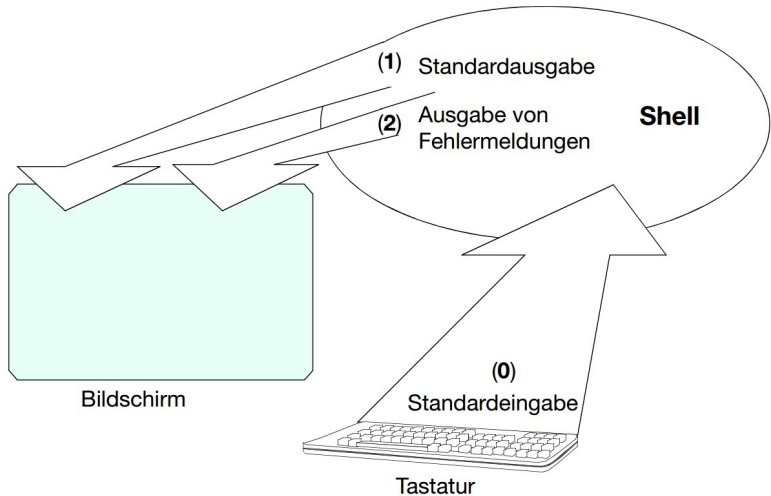 (1) Standardausgabe
(2) Ausgabe von
Fehlermeldungen
Shell
(0)
Standardeingabe
Bildschirm
Tastatur